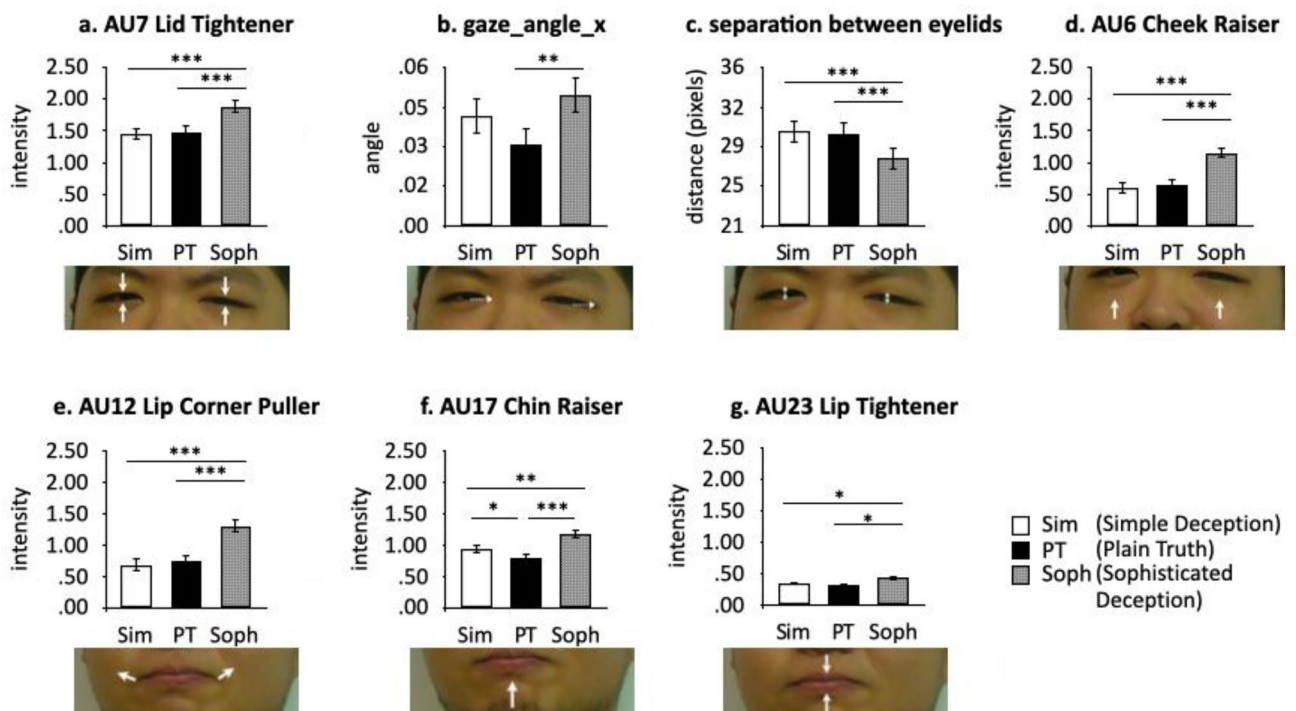 a. AU7 Lid Tightener
2.50
2.00
1.50
1.00
.50
.00
intensity
***
***
Sim PT Soph
b. gaze_angle_x
.06
.05
.03
.02
.00
angle
**
Sim PT Soph
c. separation between eyelids
36
32
29
25
21
distance (pixels)
***
***
Sim PT Soph
d. AU6 Cheek Raiser
2.50
2.00
1.50
1.00
.50
.00
intensity
***
***
Sim PT Soph
e. AU12 Lip Corner Puller
2.50
2.00
1.50
1.00
.50
.00
intensity
***
***
Sim PT Soph
f. AU17 Chin Raiser
2.50
2.00
1.50
1.00
.50
.00
intensity
**
* ***
Sim PT Soph
g. AU23 Lip Tightener
2.50
2.00
1.50
1.00
.50
.00
intensity
*
*
Sim PT Soph
Sim (Simple Deception)
PT (Plain Truth)
Soph (Sophisticated
Deception)